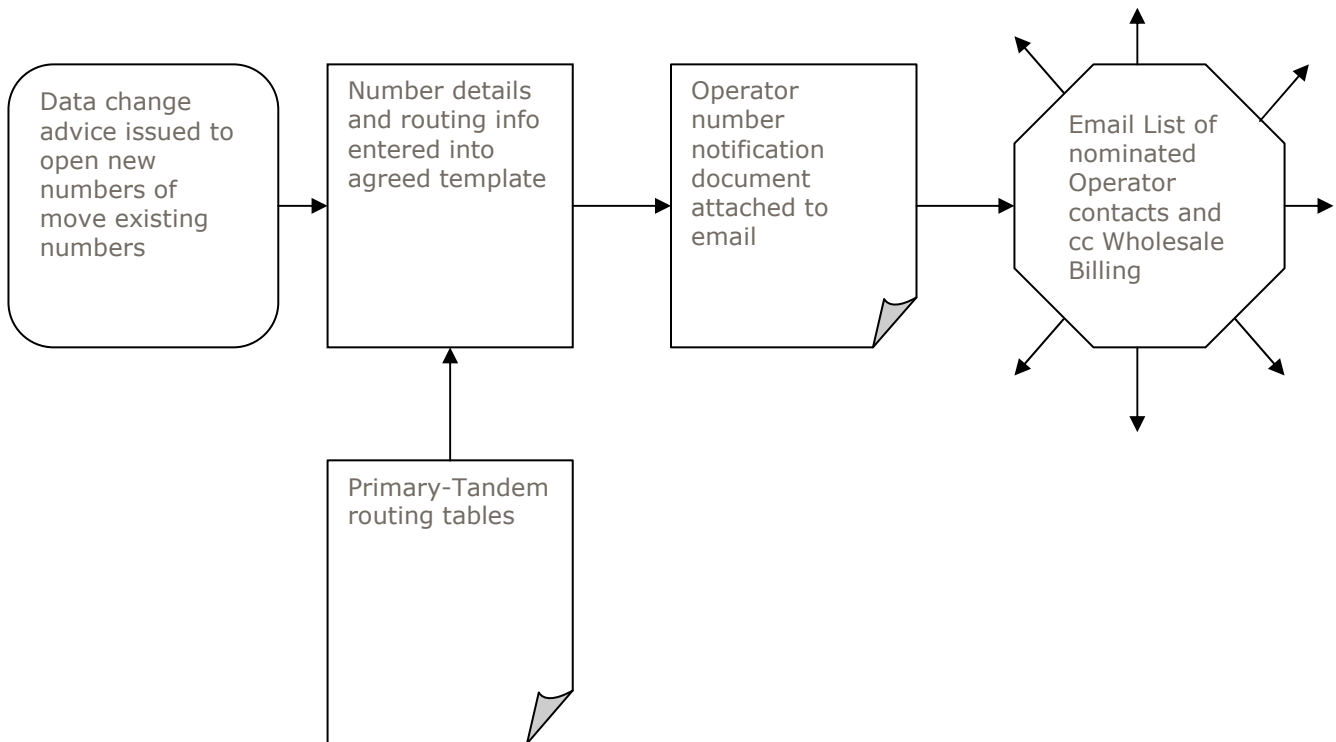 Data change
advice issued to
open new
numbers of
move existing
numbers
Number details
and routing info
entered into
agreed template
Operator
number
notification
document
attached to
email
Email List of
nominated
Operator
contacts and
cc Wholesale
Billing
Primary-Tandem
routing tables